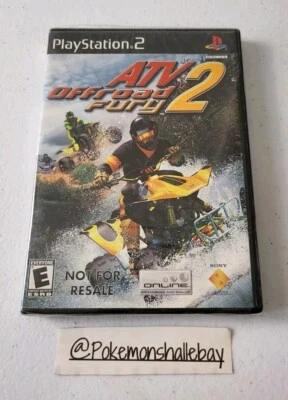 PlayStation 2
ATV
Offroad
Fury 2
EVERYONE
E
NOT FOR
RESALE
ONLINE
SONY
@Pokemonshallebay